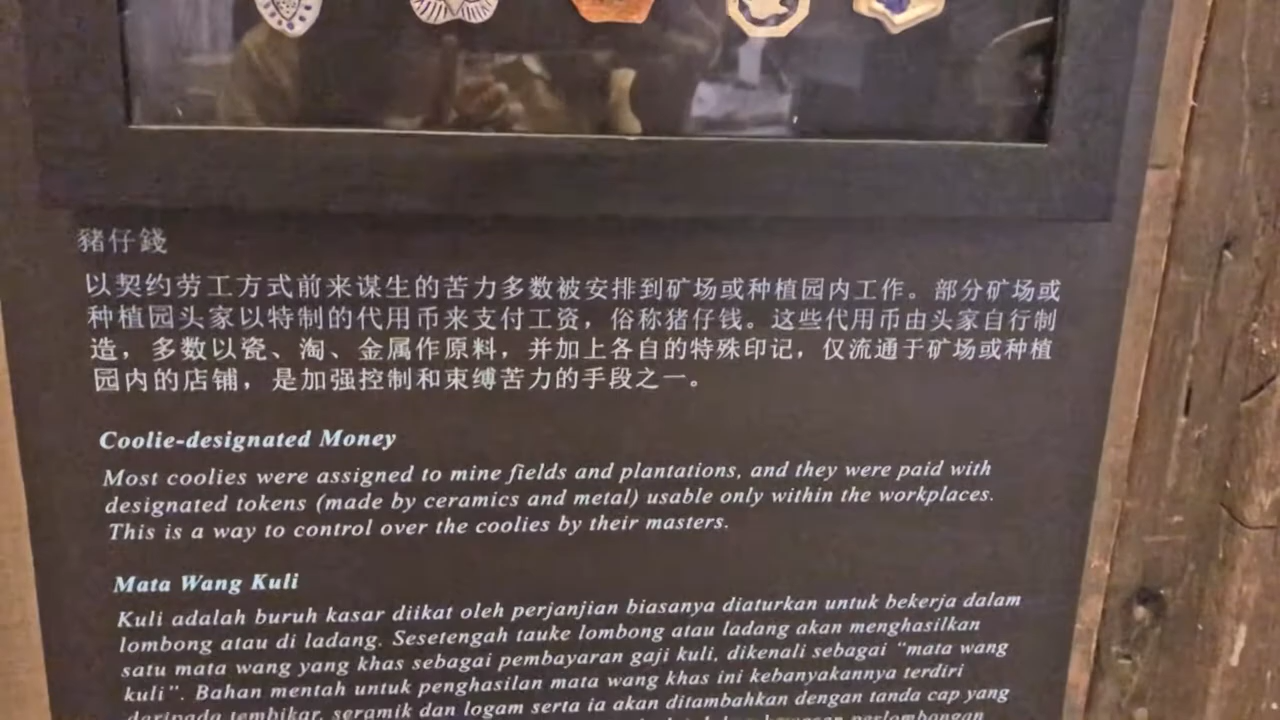 豬仔錢
以契约劳工方式前来谋生的苦力多数被安排到矿场或种植园内工作。部分矿场或
种植园头家以特制的代用币来支付工资，俗称猪仔钱。这些代用币由头家自行制
造，多数以瓷、淘、金属作原料，并加上各自的特殊印记，仅流通于矿场或种植
园内的店铺，是加强控制和束缚苦力的手段之一。
Coolie-designated Money
Most coolies were assigned to mine fields and plantations, and they were paid with
designated tokens (made by ceramics and metal) usable only within the workplaces.
This is a way to control over the coolies by their masters.
Mata Wang Kuli
Kuli adalah buruh kasar diikat oleh perjanjian biasanya diaturkan untuk bekerja dalam
lombong atau di ladang. Sesetengah tauke lombong atau ladang akan menghasilkan
satu mata wang yang khas sebagai pembayaran gaji kuli, dikenali sebagai "mata wang
kuli". Bahan mentah untuk penghasilan mata wang khas ini kebanyakannya terdiri
daripada tembikar, seramik dan logam serta ia akan ditambahkan dengan tanda cap yang
perlombongan